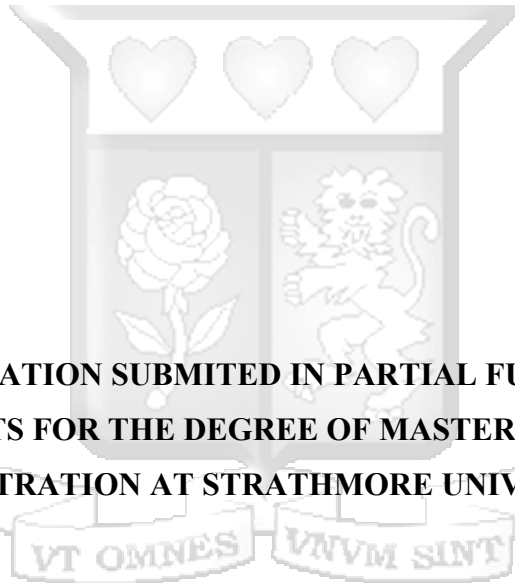 ATION SUBMITED IN PARTIAL FU
TS FOR THE DEGREE OF MASTER
TRATION AT STRATHMORE UNIV
VT OMNES VNVM SINT